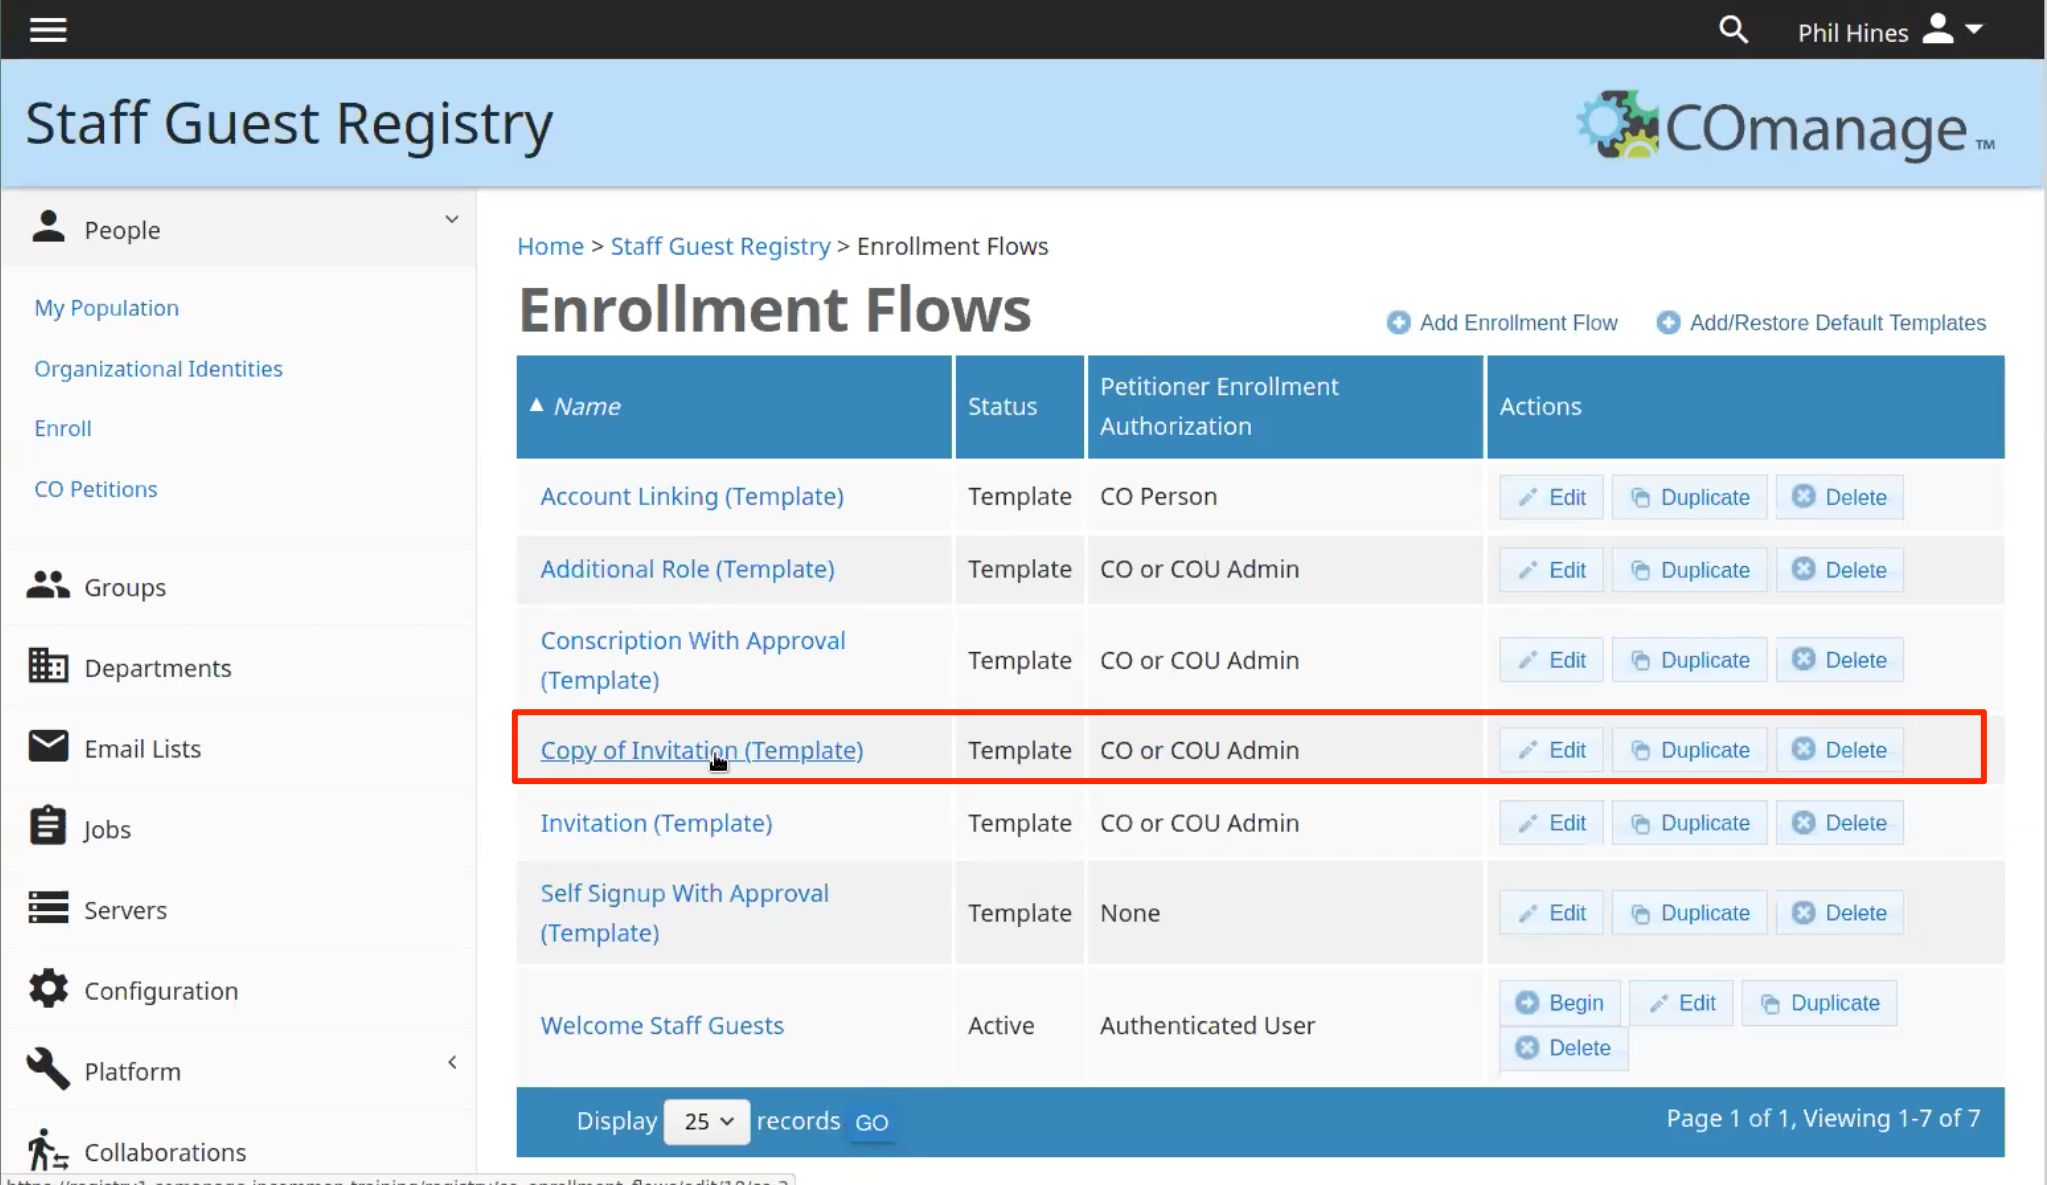 Phil Hines
Staff Guest Registry
COmanage TM
People
My Population
Organizational Identities
Enroll
CO Petitions
Groups
Departments
Email Lists
Jobs
Servers
Configuration
Platform
Collaborations
Home > Staff Guest Registry > Enrollment Flows
Enrollment Flows
Add Enrollment Flow Add/Restore Default Templates
▲ Name Status Petitioner Enrollment Authorization Actions
Account Linking (Template) Template CO Person Edit Duplicate Delete
Additional Role (Template) Template CO or COU Admin Edit Duplicate Delete
Conscription With Approval
(Template) Template CO or COU Admin Edit Duplicate Delete
Copy of Invitation (Template) Template CO or COU Admin Edit Duplicate Delete
Invitation (Template) Template CO or COU Admin Edit Duplicate Delete
Self Signup With Approval
(Template) Template None Edit Duplicate Delete
Welcome Staff Guests Active Authenticated User Begin Edit Duplicate
Delete
Display 25 records GO Page 1 of 1, Viewing 1-7 of 7